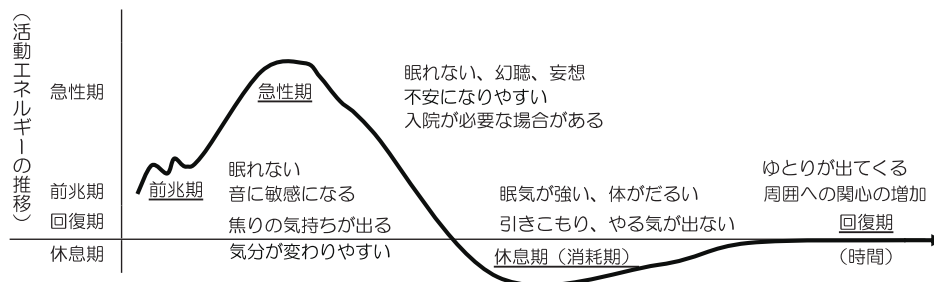 （活動エネルギーの推移）
急性期
前兆期
回復期
休息期
前兆期
急性期
眠れない
音に敏感になる
焦りの気持ちが出る
気分が変わりやすい
眠れない、幻聴、妄想
不安になりやすい
入院が必要な場合がある
眠気が強い、体がだるい
引きこもり、やる気が出ない
休息期（消耗期）
ゆとりが出てくる
周囲への関心の増加
回復期
（時間）